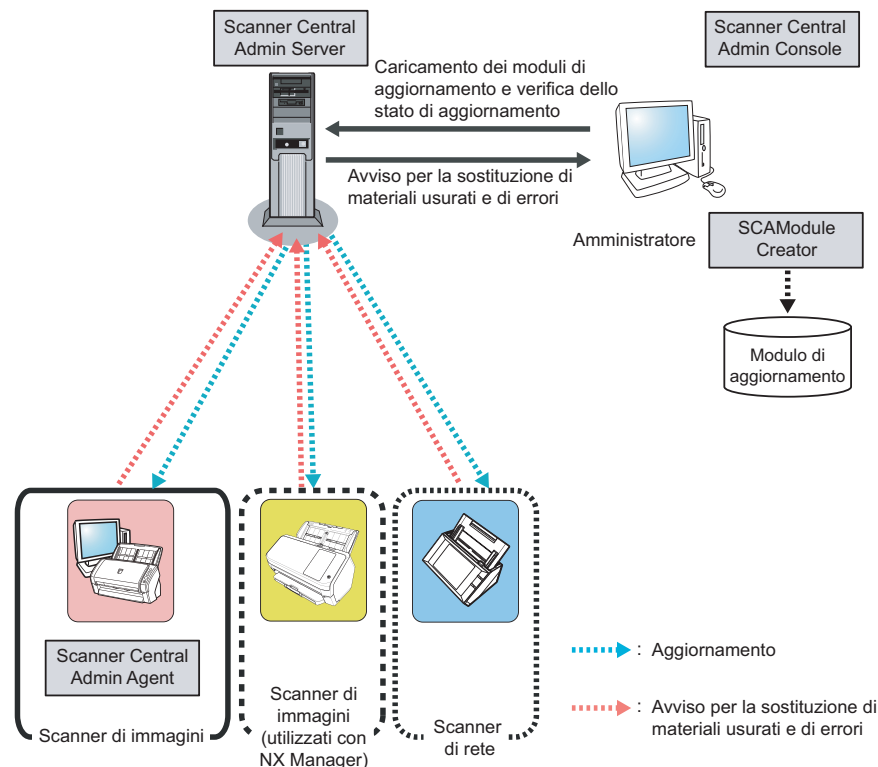 Scanner Central
Admin Server
Scanner Central
Admin Console
Caricamento dei moduli di
aggiornamento e verifica dello
stato di aggiornamento
Avviso per la sostituzione di
materiali usurati e di errori
Amministratore
SCAModule
Creator
Modulo di
aggiornamento
Scanner Central
Admin Agent
Scanner di immagini
Scanner di
immagini
(utilizzati con
NX Manager)
Scanner
di rete
: Aggiornamento
: Avviso per la sostituzione di
materiali usurati e di errori